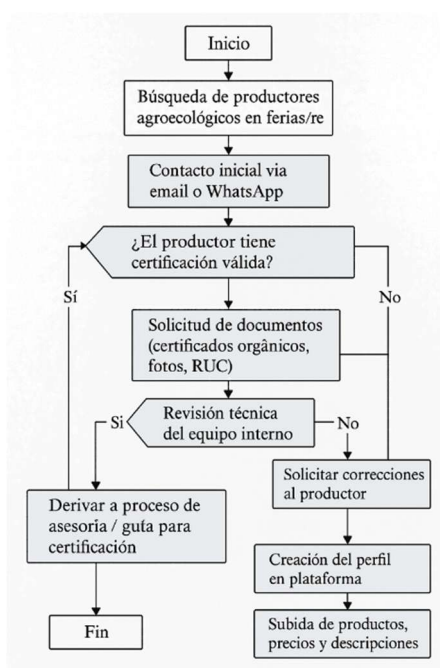 Inicio
Búsqueda de productores
agroecológicos en ferias/re
Contacto inicial via
email o WhatsApp
¿El productor tiene
certificación válida?
Sí
No
Solicitud de documentos
(certificados orgánicos,
fotos, RUC)
Si
Revisión técnica
del equipo interno
No
Solicitar correcciones
al productor
Derivar a proceso de
asesoria / guía para
certificación
Creación del perfil
en plataforma
Fin
Subida de productos,
precios y descripciones